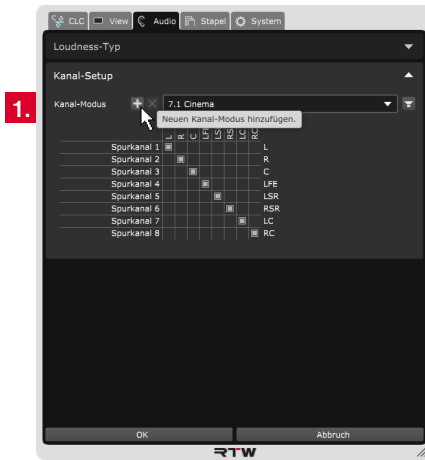 CLC View Audio Stapel System
Loudness-Typ
Kanal-Setup
1.
Kanal-Modus 7.1 Cinema
Neuen Kanal-Modus hinzufügen.
L R C LFE LSR RSR LC RC
Spurkanal 1 L
Spurkanal 2 R
Spurkanal 3 C
Spurkanal 4 LFE
Spurkanal 5 LSR
Spurkanal 6 RSR
Spurkanal 7 LC
Spurkanal 8 RC
OK Abbruch
RTW